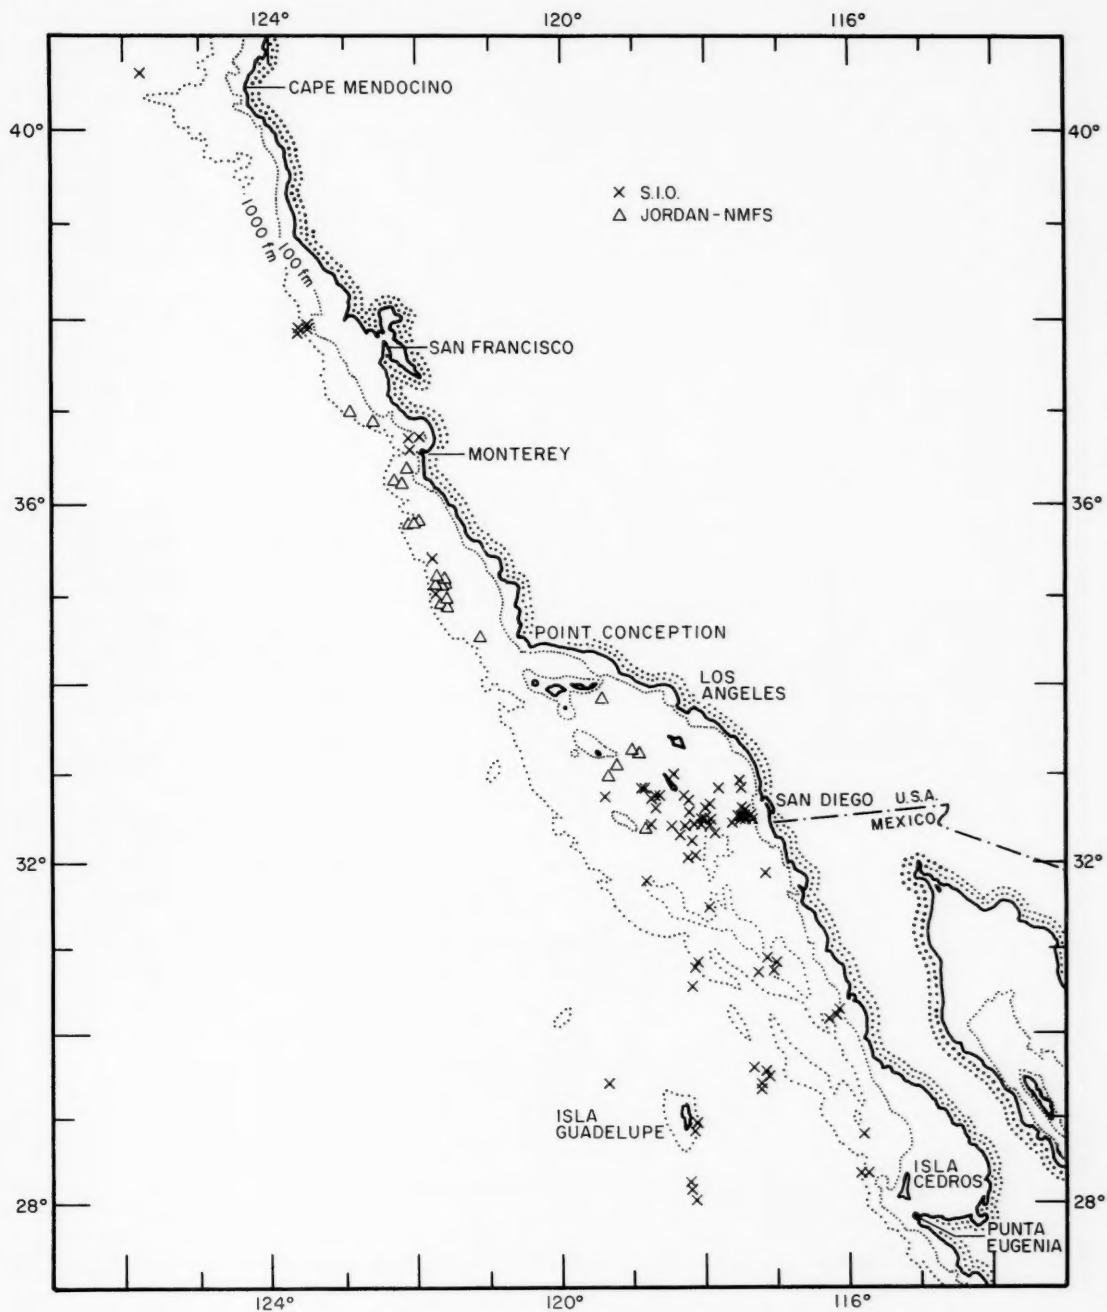 124°
120°
116°
CAPE MENDOCINO
40°
40°
× S.I.O.
△ JORDAN-NMFS
1000 fm
100 fm
SAN FRANCISCO
MONTEREY
36°
36°
POINT CONCEPTION
LOS
ANGELES
SAN DIEGO
U.S.A.
MEXICO
32°
32°
ISLA
GUADELUPE
ISLA
CEDROS
28°
28°
PUNTA
EUGENIA
124°
120°
116°